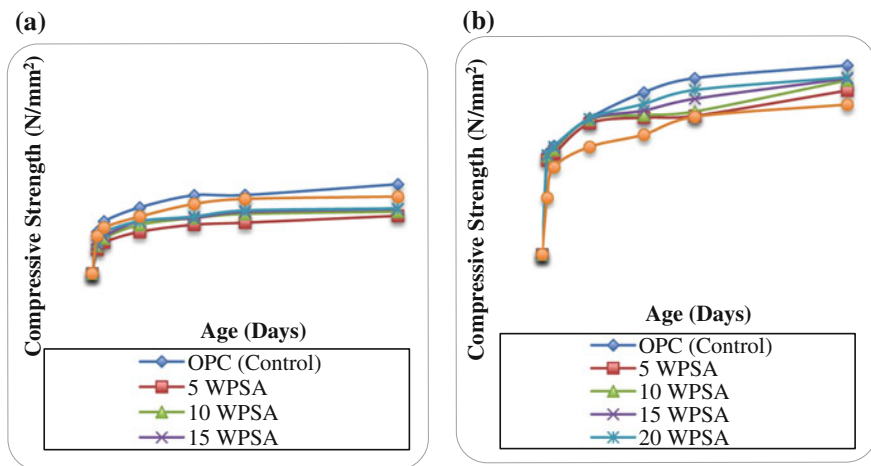 (a)
Compressive Strength (N/mm²)
Age (Days)
OPC (Control)
5 WPSA
10 WPSA
15 WPSA
(b)
Compressive Strength (N/mm²)
Age (Days)
OPC (Control)
5 WPSA
10 WPSA
15 WPSA
20 WPSA